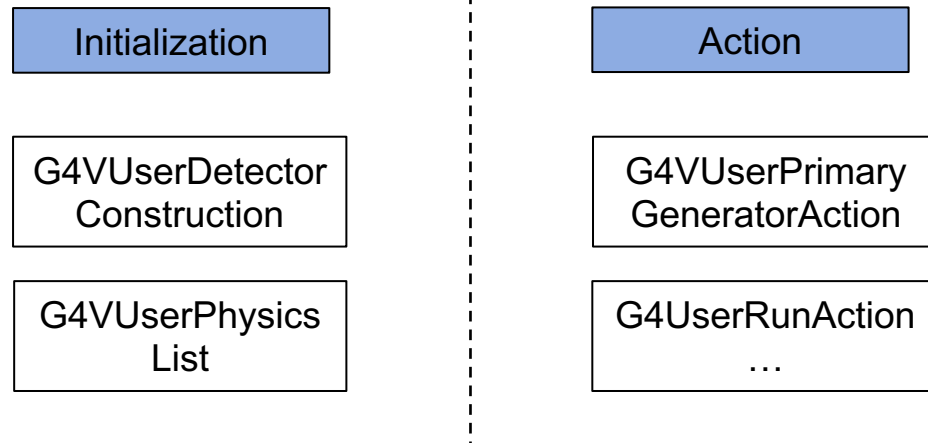 Initialization
Action
G4VUserDetector
Construction
G4VUserPrimary
GeneratorAction
G4VUserPhysics
List
G4UserRunAction
…